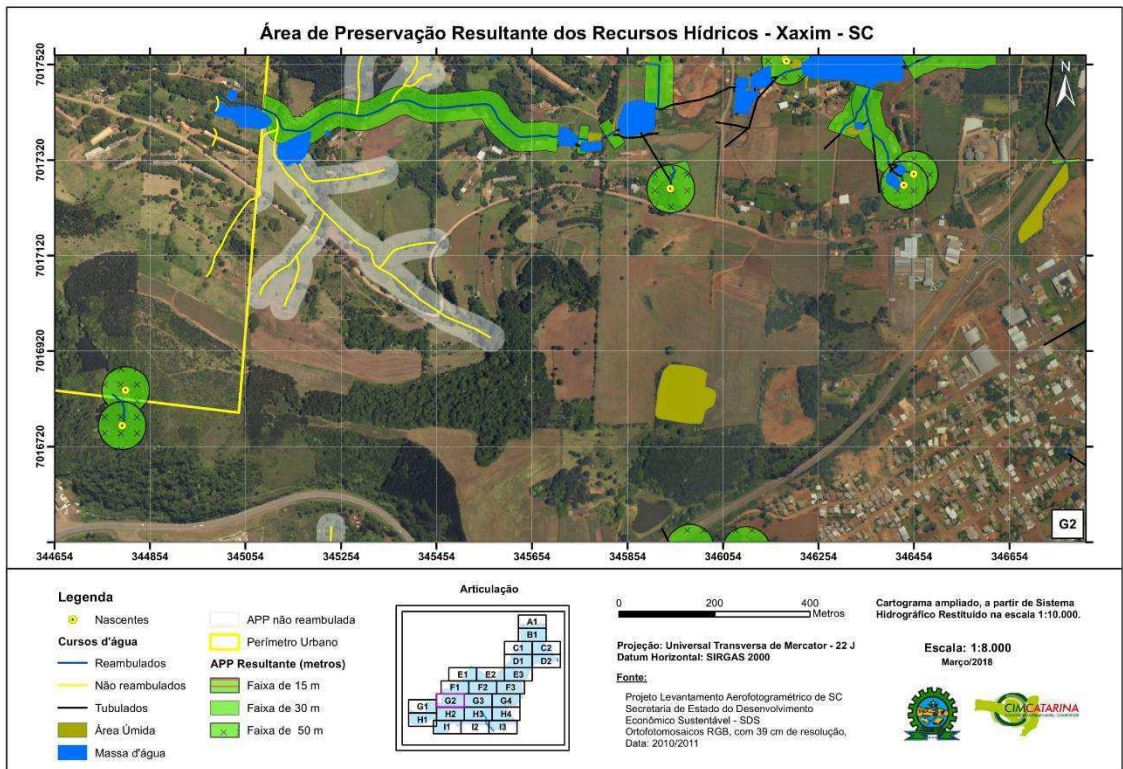 Área de Preservação Resultante dos Recursos Hídricos - Xaxim - SC
7017520
7017320
7017120
7016920
7016720
N
G2
344654 344854 345054 345254 345454 345654 345854 346054 346254 346454 346654
Legenda
Nascentes
Cursos d'água
Reambulados
Não reambulados
Tubulados
Área Úmida
Massa d'água
APP não reambulada
Perímetro Urbano
APP Resultante (metros)
Faixa de 15 m
Faixa de 30 m
Faixa de 50 m
Articulação
A1
B1
C1 C2
D1 D2
E1 E2 E3
F1 F2 F3
G1 G2 G3 G4
H1 H2 H3 H4
I1 I2 I3
0 200 400
Metros
Projeção: Universal Transversa de Mercator - 22 J
Datum Horizontal: SIRGAS 2000
Fonte:
Projeto Levantamento Aerofotogramétrico de SC
Secretaria de Estado do Desenvolvimento
Econômico Sustentável - SDS
Ortofotomosaicos RGB, com 39 cm de resolução.
Data: 2010/2011
Cartograma ampliado, a partir de Sistema
Hidrográfico Restituído na escala 1:10.000.
Escala: 1:8.000
Março/2018
CIMCATARINA